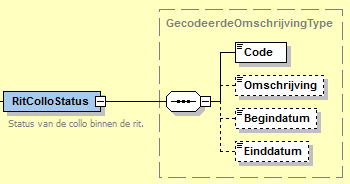 GecodeerdeOmschrijvingType
Code
Omschrijving
RitColloStatus
Status van de collo binnen de rit.
Begindatum
Einddatum